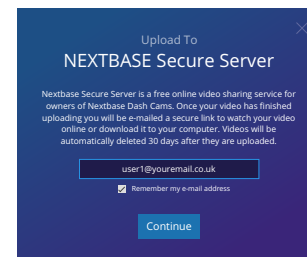 Upload To
NEXTBASE Secure Server
Nextbase Secure Server is a free online video sharing service for
owners of Nextbase Dash Cams. Once your video has finished
uploading you will be e-mailed a secure link to watch your video
online or download it to your computer. Videos will be
automatically deleted 30 days after they are uploaded.
user1@youremail.co.uk
Remember my e-mail address
Continue